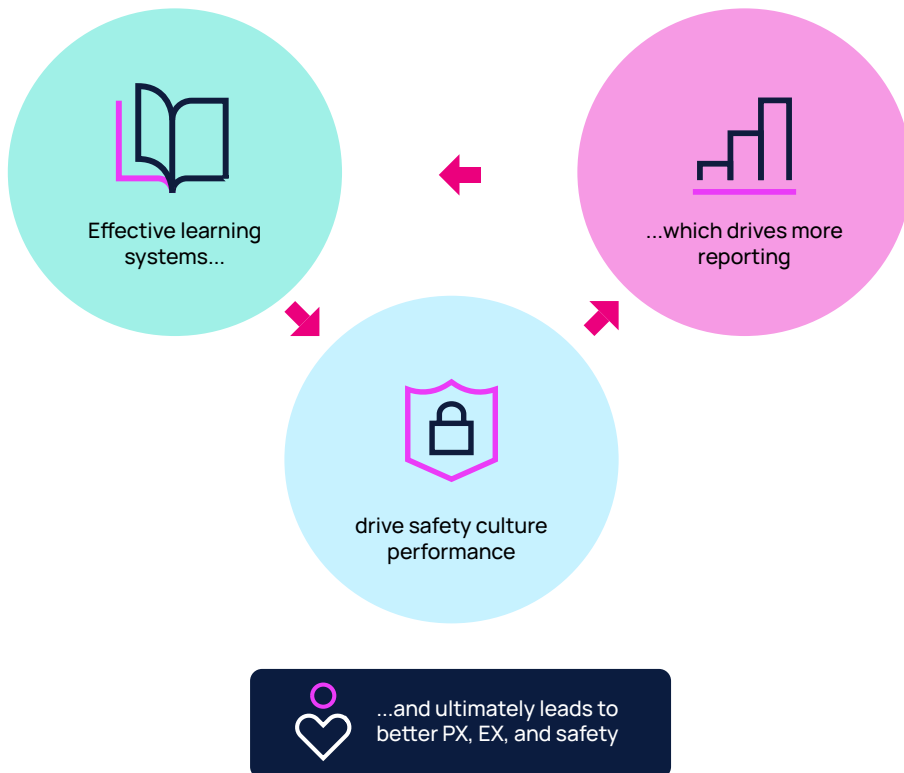 Effective learning
systems...
...which drives more
reporting
drive safety culture
performance
...and ultimately leads to
better PX, EX, and safety